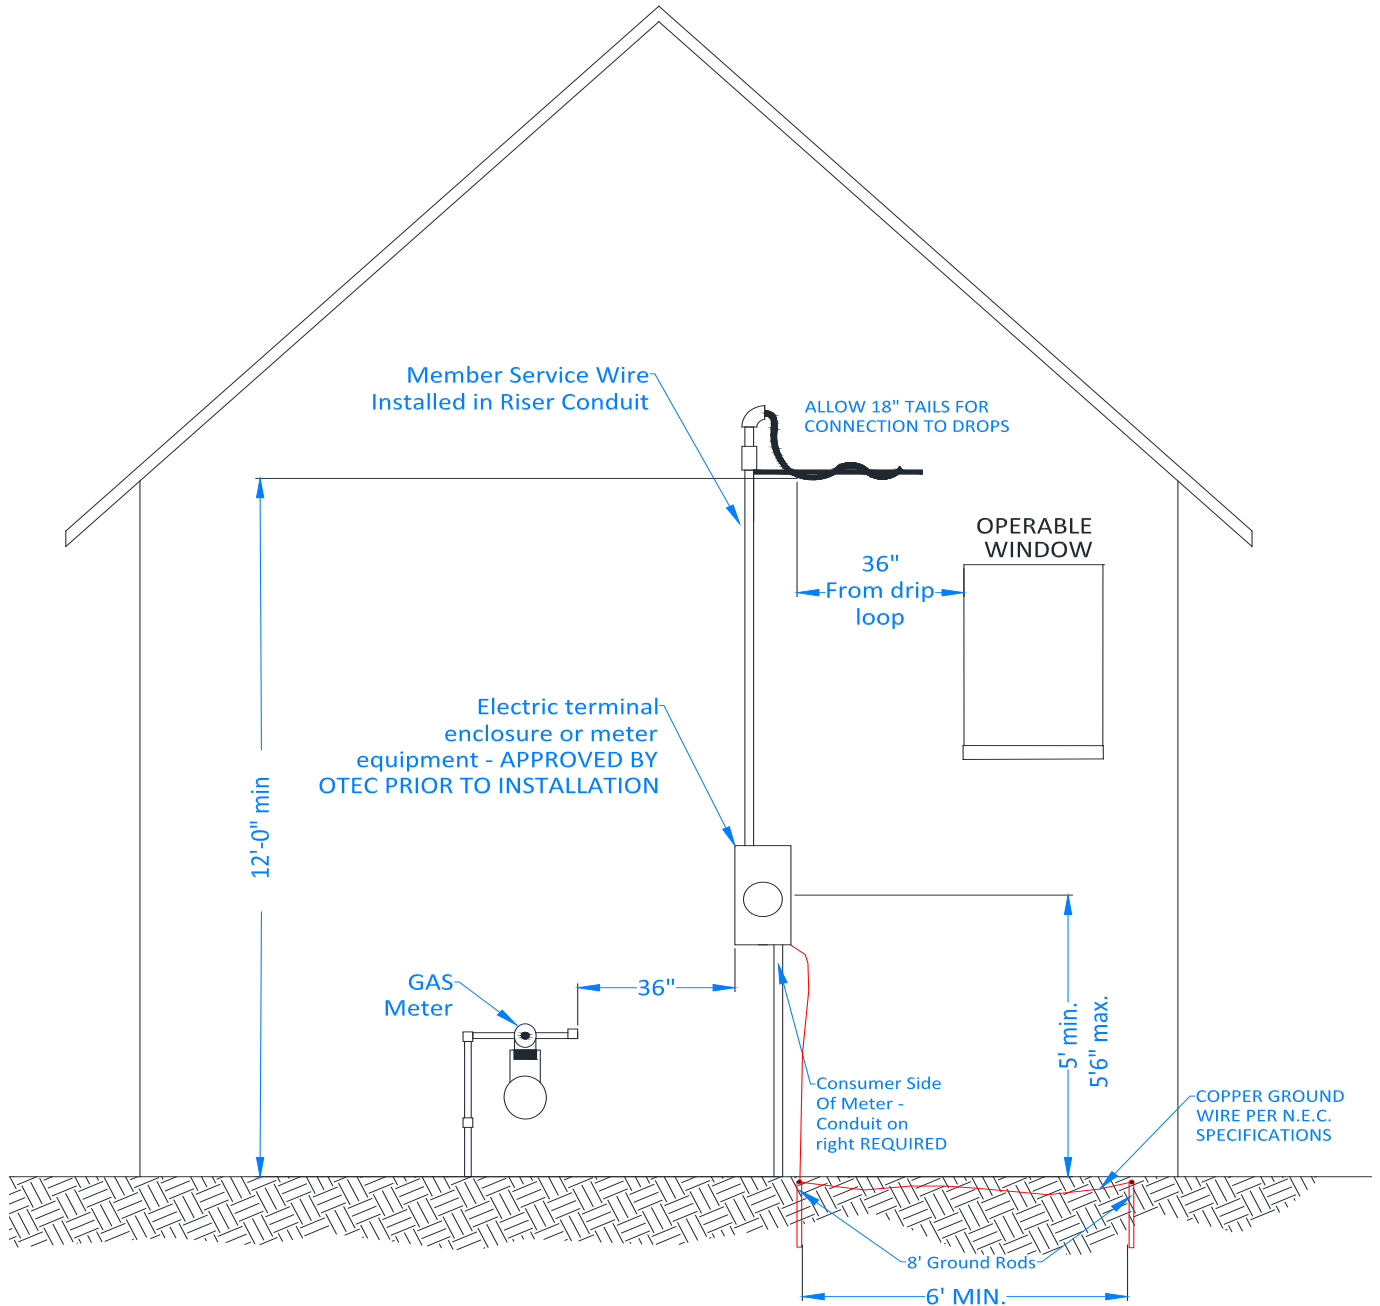 Member Service Wire
Installed in Riser Conduit
ALLOW 18" TAILS FOR
CONNECTION TO DROPS
OPERABLE
WINDOW
36"
From drip
loop
Electric terminal
enclosure or meter
equipment - APPROVED BY
OTEC PRIOR TO INSTALLATION
12'-0" min
GAS
Meter
36"
5' min.
5'6" max.
Consumer Side
Of Meter -
Conduit on
right REQUIRED
COPPER GROUND
WIRE PER N.E.C.
SPECIFICATIONS
8' Ground Rods
6' MIN.